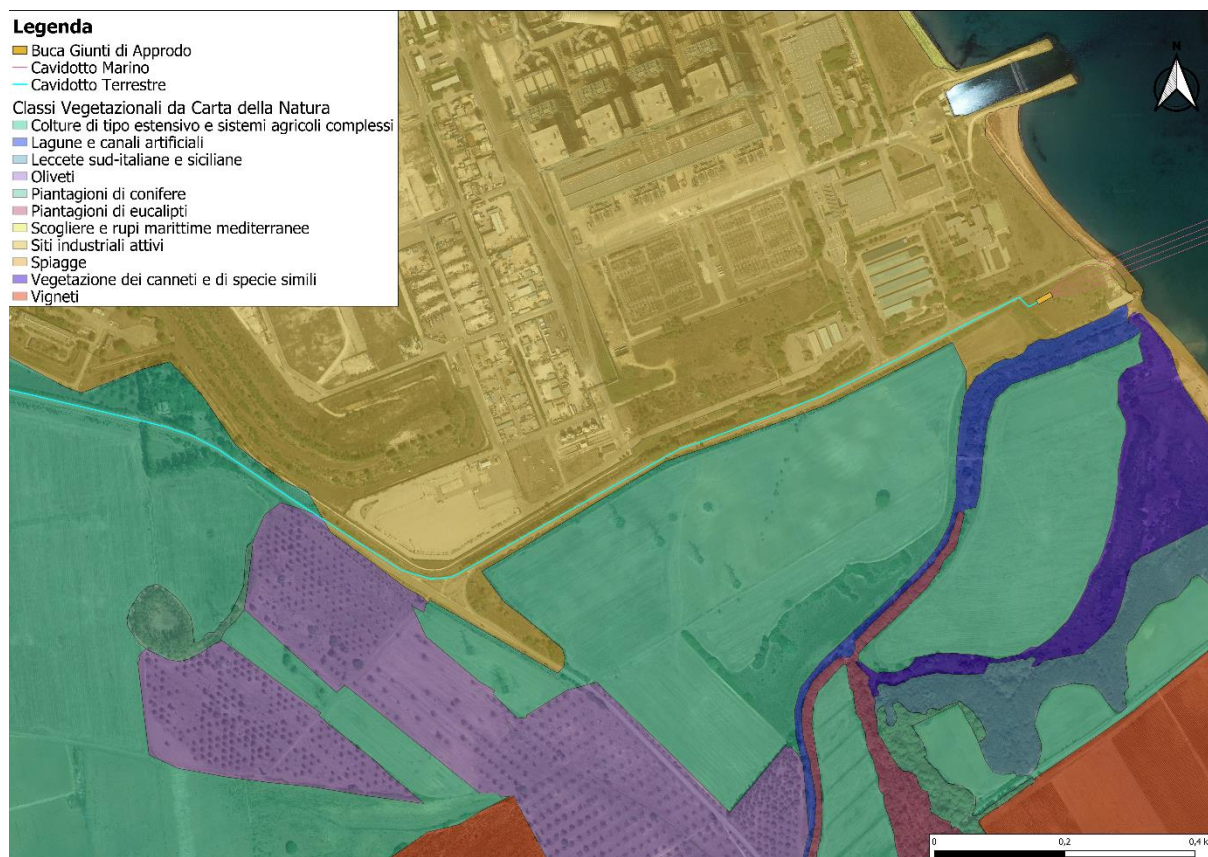 Legenda
Buca Giunti di Approdo
Cavidotto Marino
Cavidotto Terrestre
Classi Vegetazionali da Carta della Natura
Colture di tipo estensivo e sistemi agricoli complessi
Lagune e canali artificiali
Leccete sud-italiane e siciliane
Oliveti
Piantagioni di conifere
Piantagioni di eucalipti
Scogliere e rupi marittime mediterranee
Siti industriali attivi
Spiagge
Vegetazione dei canneti e di specie simili
Vigneti
N
0 0,2 0,4 k